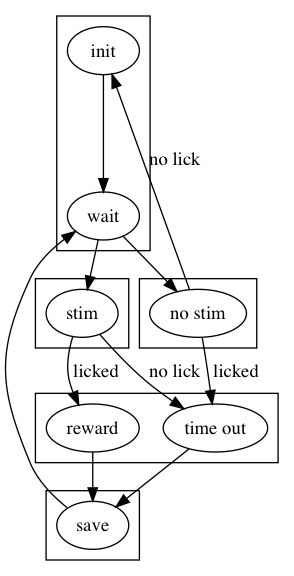 init
no lick
wait
stim
no stim
licked
no lick
licked
reward
time out
save